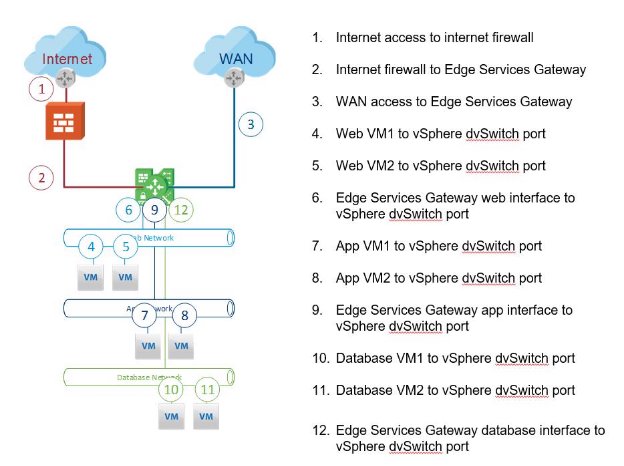 Internet
WAN
1
3
2
6
9
12
4
5
b Network
VM
VM
7
8
VM
VM
Database Network
10
11
VM
VM
1. Internet access to internet firewall
2. Internet firewall to Edge Services Gateway
3. WAN access to Edge Services Gateway
4. Web VM1 to vSphere dvSwitch port
5. Web VM2 to vSphere dvSwitch port
6. Edge Services Gateway web interface to
vSphere dvSwitch port
7. App VM1 to vSphere dvSwitch port
8. App VM2 to vSphere dvSwitch port
9. Edge Services Gateway app interface to
vSphere dvSwitch port
10. Database VM1 to vSphere dvSwitch port
11. Database VM2 to vSphere dvSwitch port
12. Edge Services Gateway database interface to
vSphere dvSwitch port